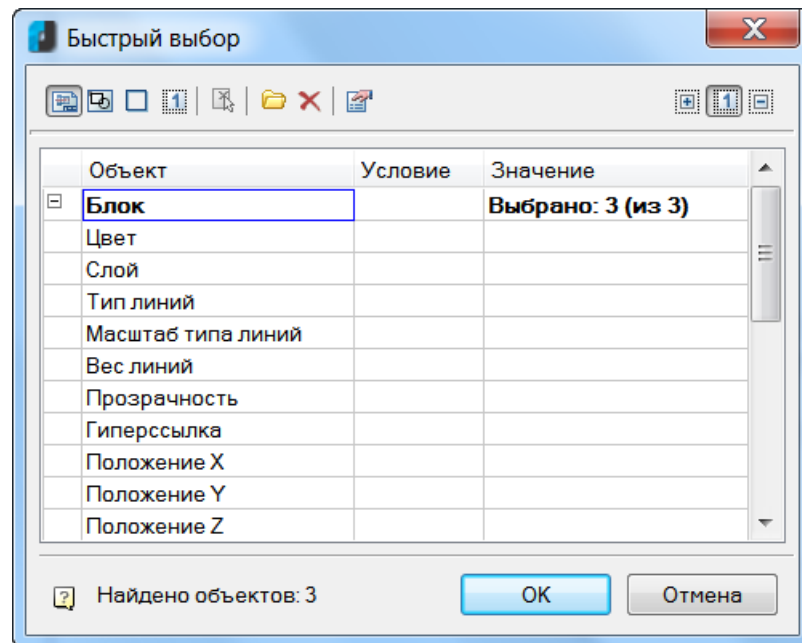 Быстрый выбор
Объект Условие Значение
Блок Выбрано: 3 (из 3)
Цвет
Слой
Тип линий
Масштаб типа линий
Вес линий
Прозрачность
Гиперссылка
Положение X
Положение Y
Положение Z
Найдено объектов: 3 OK Отмена